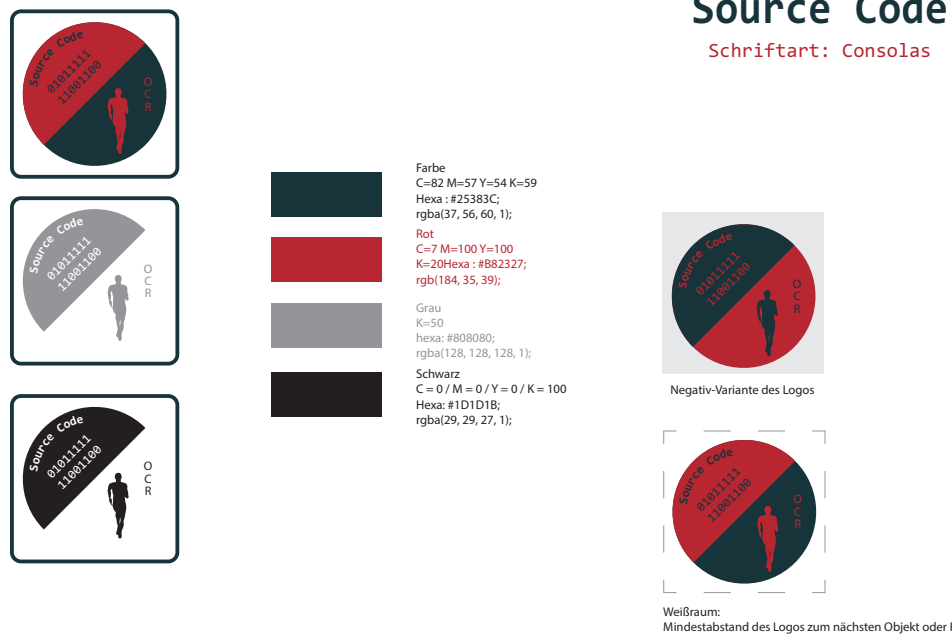 Source Code
01011111
11001100
O
C
R
Source Code
01011111
11001100
O
C
R
Source Code
01011111
11001100
O
C
R
Farbe
C=82 M=57 Y=54 K=59
Hexa : #25383C;
rgba(37, 56, 60, 1);
Rot
C=7 M=100 Y=100
K=20Hexa : #B82327;
rgb(184, 35, 39);
Grau
K=50
hexa: #808080;
rgba(128, 128, 128, 1);
Schwarz
C = 0 / M = 0 / Y = 0 / K = 100
Hexa: #1D1D1B;
rgba(29, 29, 27, 1);
Source Code
Schriftart: Consolas
Source Code
01011111
11001100
O
C
R
Negativ-Variante des Logos
Source Code
01011111
11001100
O
C
R
Weißraum:
Mindestabstand des Logos zum nächsten Objekt oder